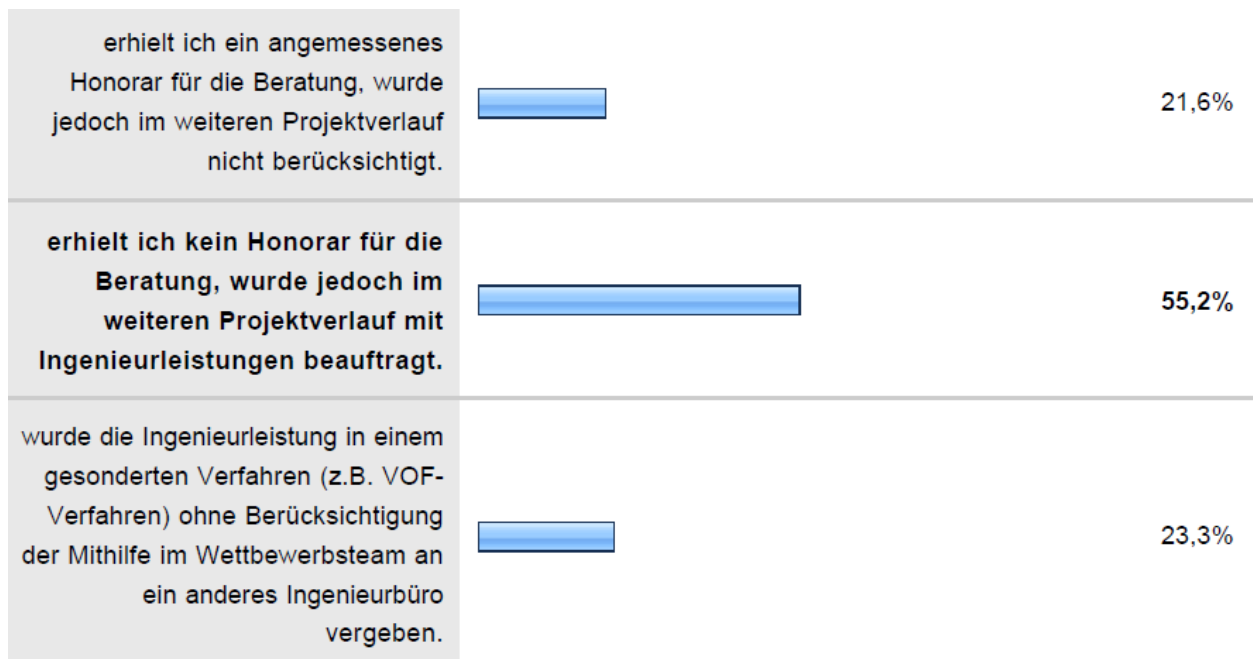 erhielt ich ein angemessenes
Honorar für die Beratung, wurde
jedoch im weiteren Projektverlauf
nicht berücksichtigt.
21,6%
erhielt ich kein Honorar für die
Beratung, wurde jedoch im
weiteren Projektverlauf mit
Ingenieurleistungen beauftragt.
55,2%
wurde die Ingenieurleistung in einem
gesonderten Verfahren (z.B. VOF-
Verfahren) ohne Berücksichtigung
der Mithilfe im Wettbewerbsteam an
ein anderes Ingenieurbüro
vergeben.
23,3%